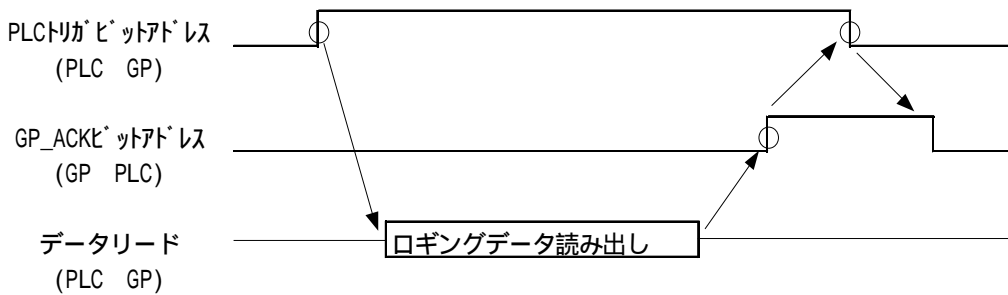 PLCﾄﾘｶﾞﾋﾞｯﾄｱﾄﾞﾚｽ
(PLC GP)
GP_ACKﾋﾞｯﾄｱﾄﾞﾚｽ
(GP PLC)
データリード
(PLC GP)
ロギングデータ読み出し